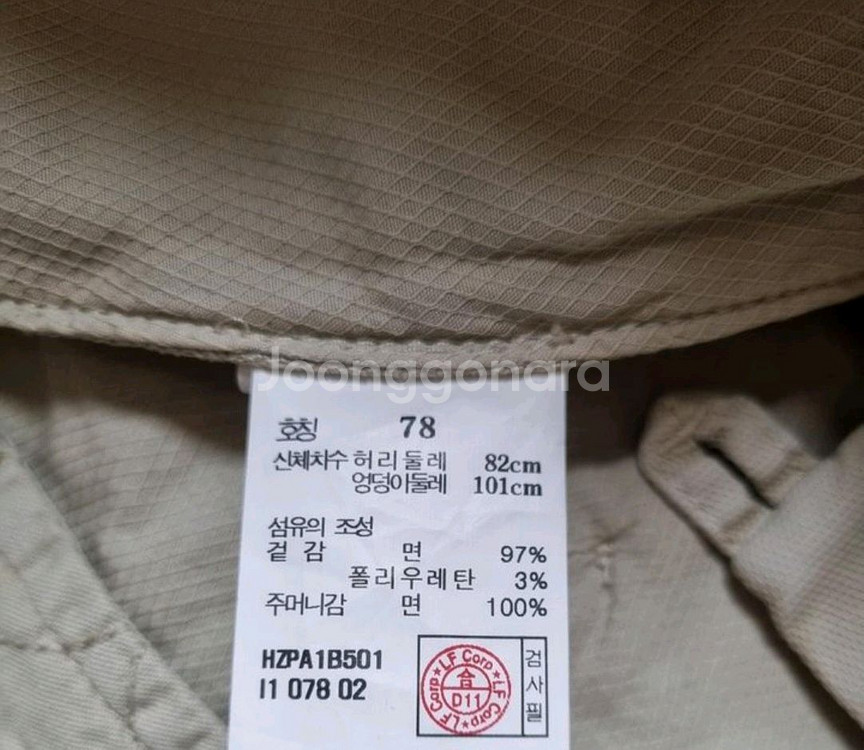 Joonggonara
호칭 78
신체치수 허리둘레 82cm
엉덩이둘레 101cm
섬유의 조성
겉감 면 97%
폴리우레탄 3%
주머니감 면 100%
HZPA1B501
I1 078 02
LF Corp★LF Corp★LF Corp★
合
D11
검사필